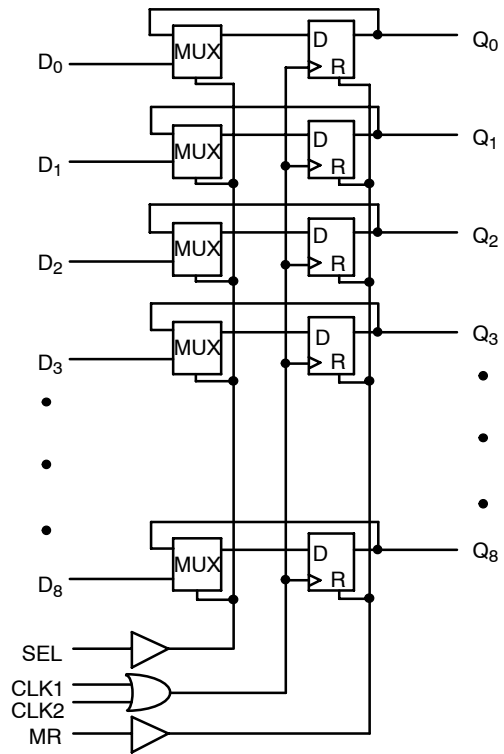 D0 MUX D R Q0
D1 MUX D R Q1
D2 MUX D R Q2
D3 MUX D R Q3
D8 MUX D R Q8
SEL
CLK1
CLK2
MR